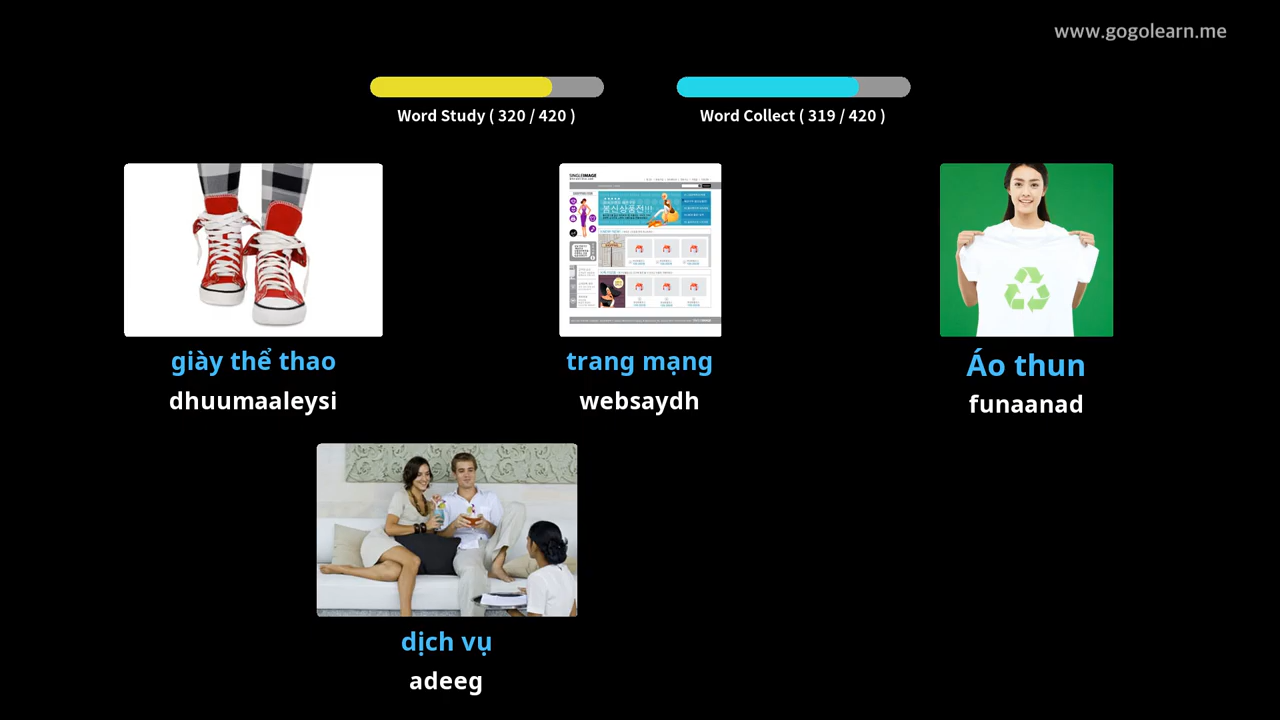 www.gogolearn.me
Word Study ( 320 / 420 )
Word Collect ( 319 / 420 )
giày thể thao
dhuumaaleysi
trang mạng
websaydh
Áo thun
funaanad
dịch vụ
adeeg